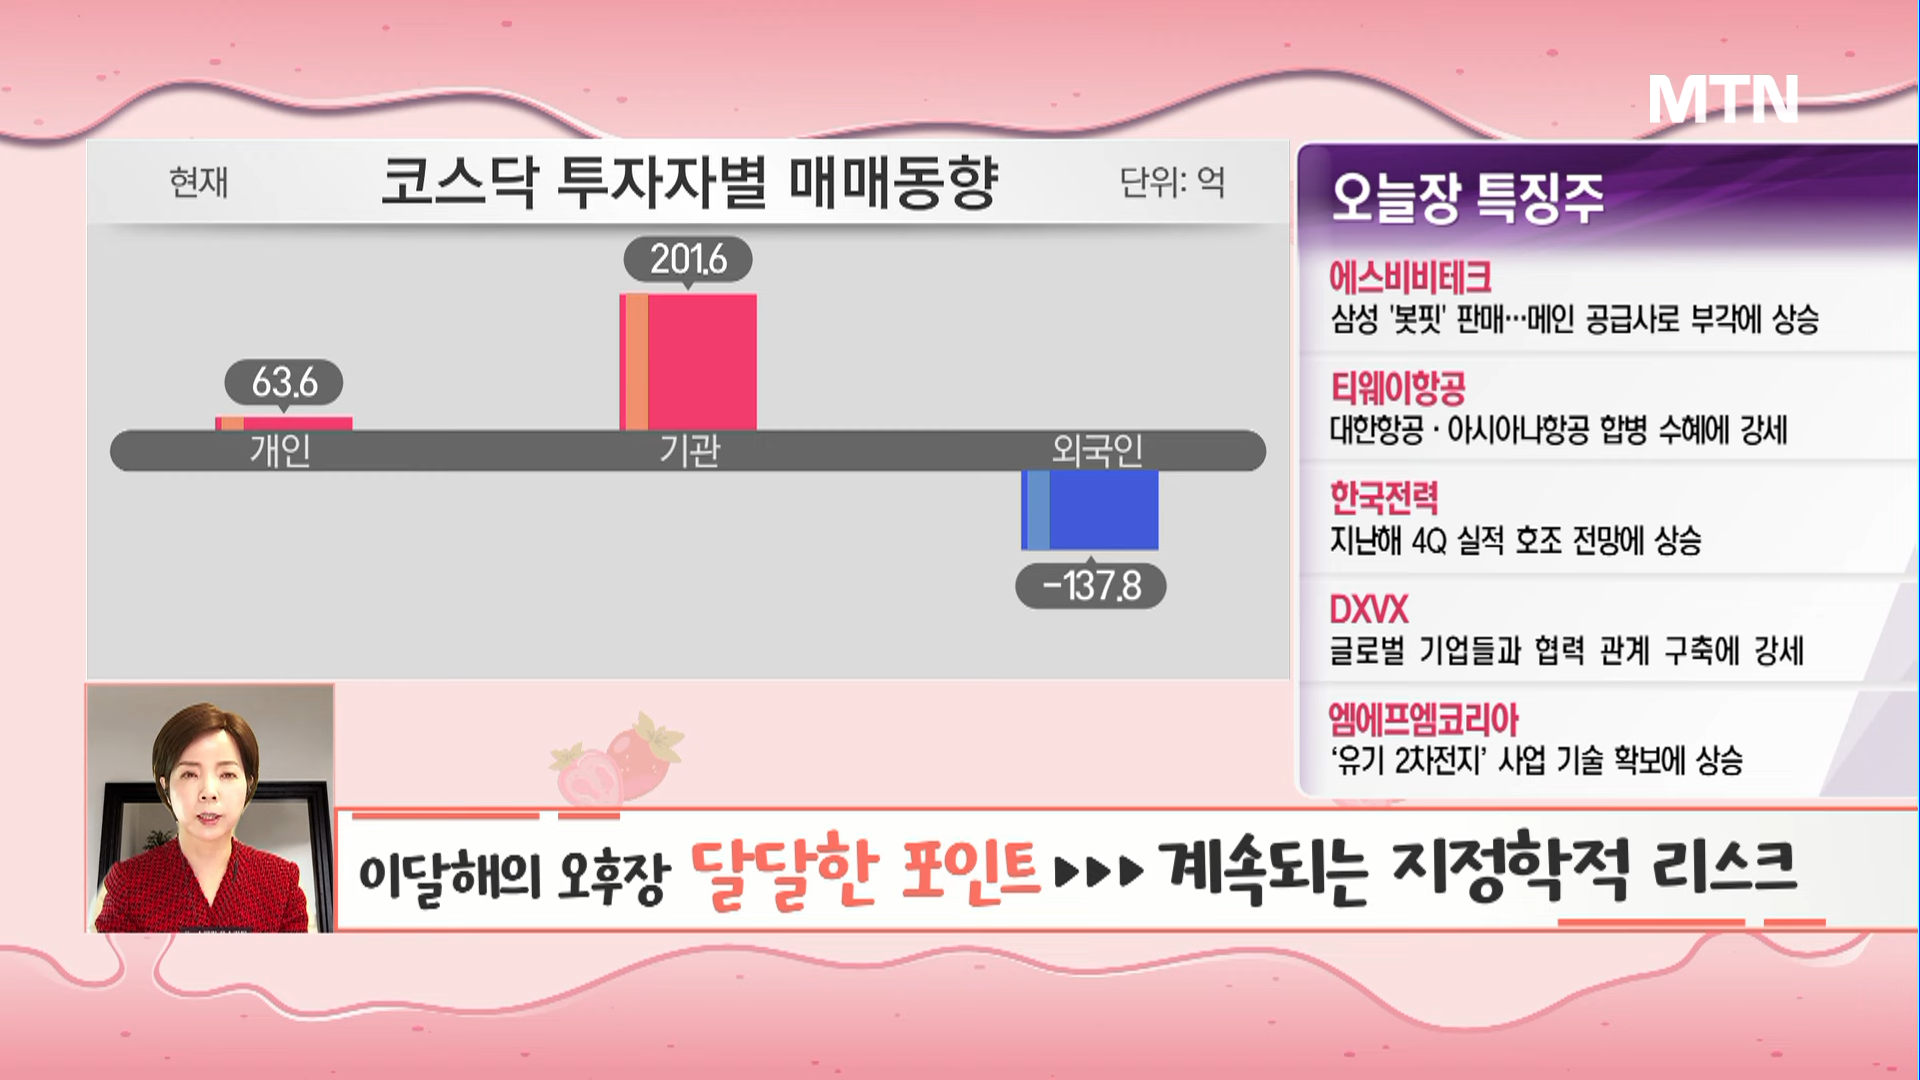 MTN
현재
코스닥 투자자별 매매동향
단위: 억
201.6
63.6
개인
기관
외국인
-137.8
오늘장 특징주
에스비비테크
삼성 '봇핏' 판매…메인 공급사로 부각에 상승
티웨이항공
대한항공·아시아나항공 합병 수혜에 강세
한국전력
지난해 4Q 실적 호조 전망에 상승
DXVX
글로벌 기업들과 협력 관계 구축에 강세
엠에프엠코리아
‘유기 2차전지’ 사업 기술 확보에 상승
이달해의 오후장 달달한 포인트▶▶▶계속되는 지정학적 리스크